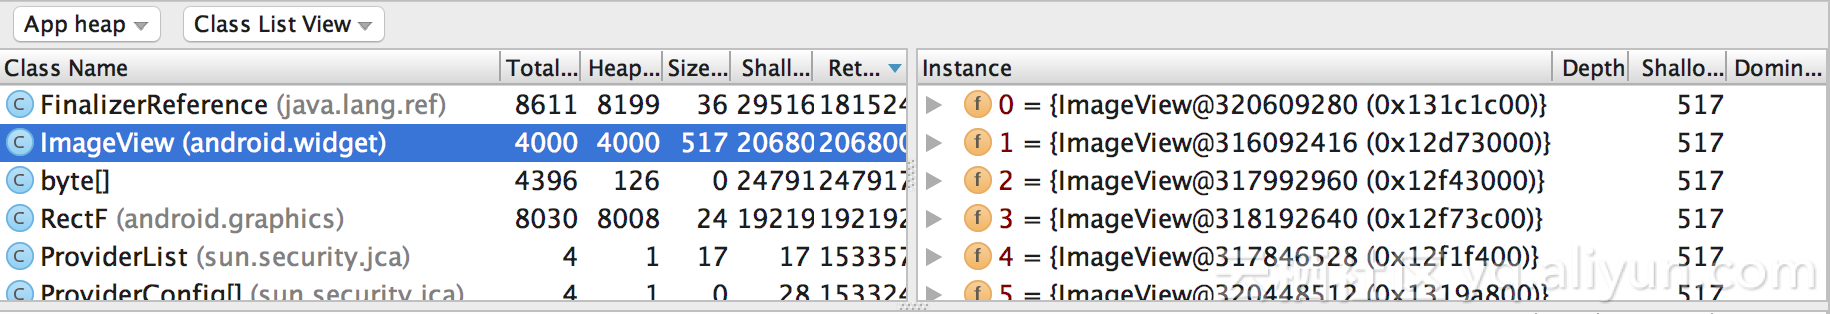 App heap Class List View
Class Name Total... Heap... Size... Shall... Ret... Instance Depth Shallo... Domin...
C FinalizerReference (java.lang.ref) 8611 8199 36 29516 181524 f 0 = {ImageView@320609280 (0x131c1c00)} 517
C ImageView (android.widget) 4000 4000 517 20680 206800 f 1 = {ImageView@316092416 (0x12d73000)} 517
C byte[] 4396 126 0 24791 247917 f 2 = {ImageView@317992960 (0x12f43000)} 517
C RectF (android.graphics) 8030 8008 24 19219 192192 f 3 = {ImageView@318192640 (0x12f73c00)} 517
C ProviderList (sun.security.jca) 4 1 17 17 153357 f 4 = {ImageView@317846528 (0x12f1f400)} 517
C ProviderConfig[] (sun.security.jca) 4 1 0 28 153324 f 5 = {ImageView@320448512 (0x1319a800)} 517
云栖社区 yq.aliyun.com